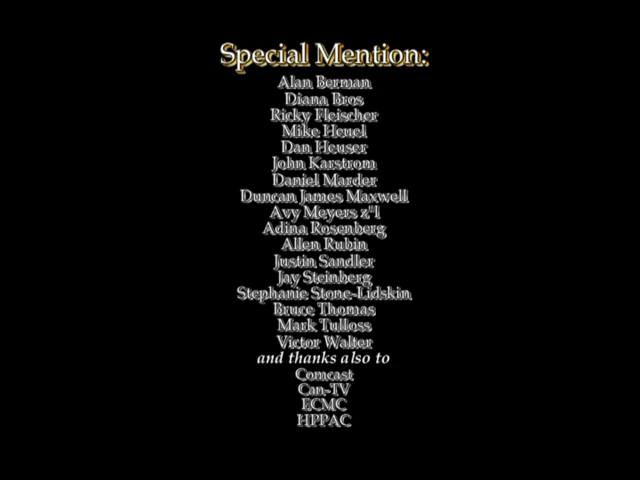 Special Mention:
Alan Berman
Diana Bros
Ricky Fleischer
Mike Heuel
Dan Heuser
John Karstrom
Daniel Marder
Duncan James Maxwell
Avy Meyers z"l
Adina Rosenberg
Allen Rubin
Justin Sandler
Jay Steinberg
Stephanie Stone-Lidskin
Bruce Thomas
Mark Tulloss
Victor Walter
and thanks also to
Comcast
Can-TV
ECMC
HPPAC